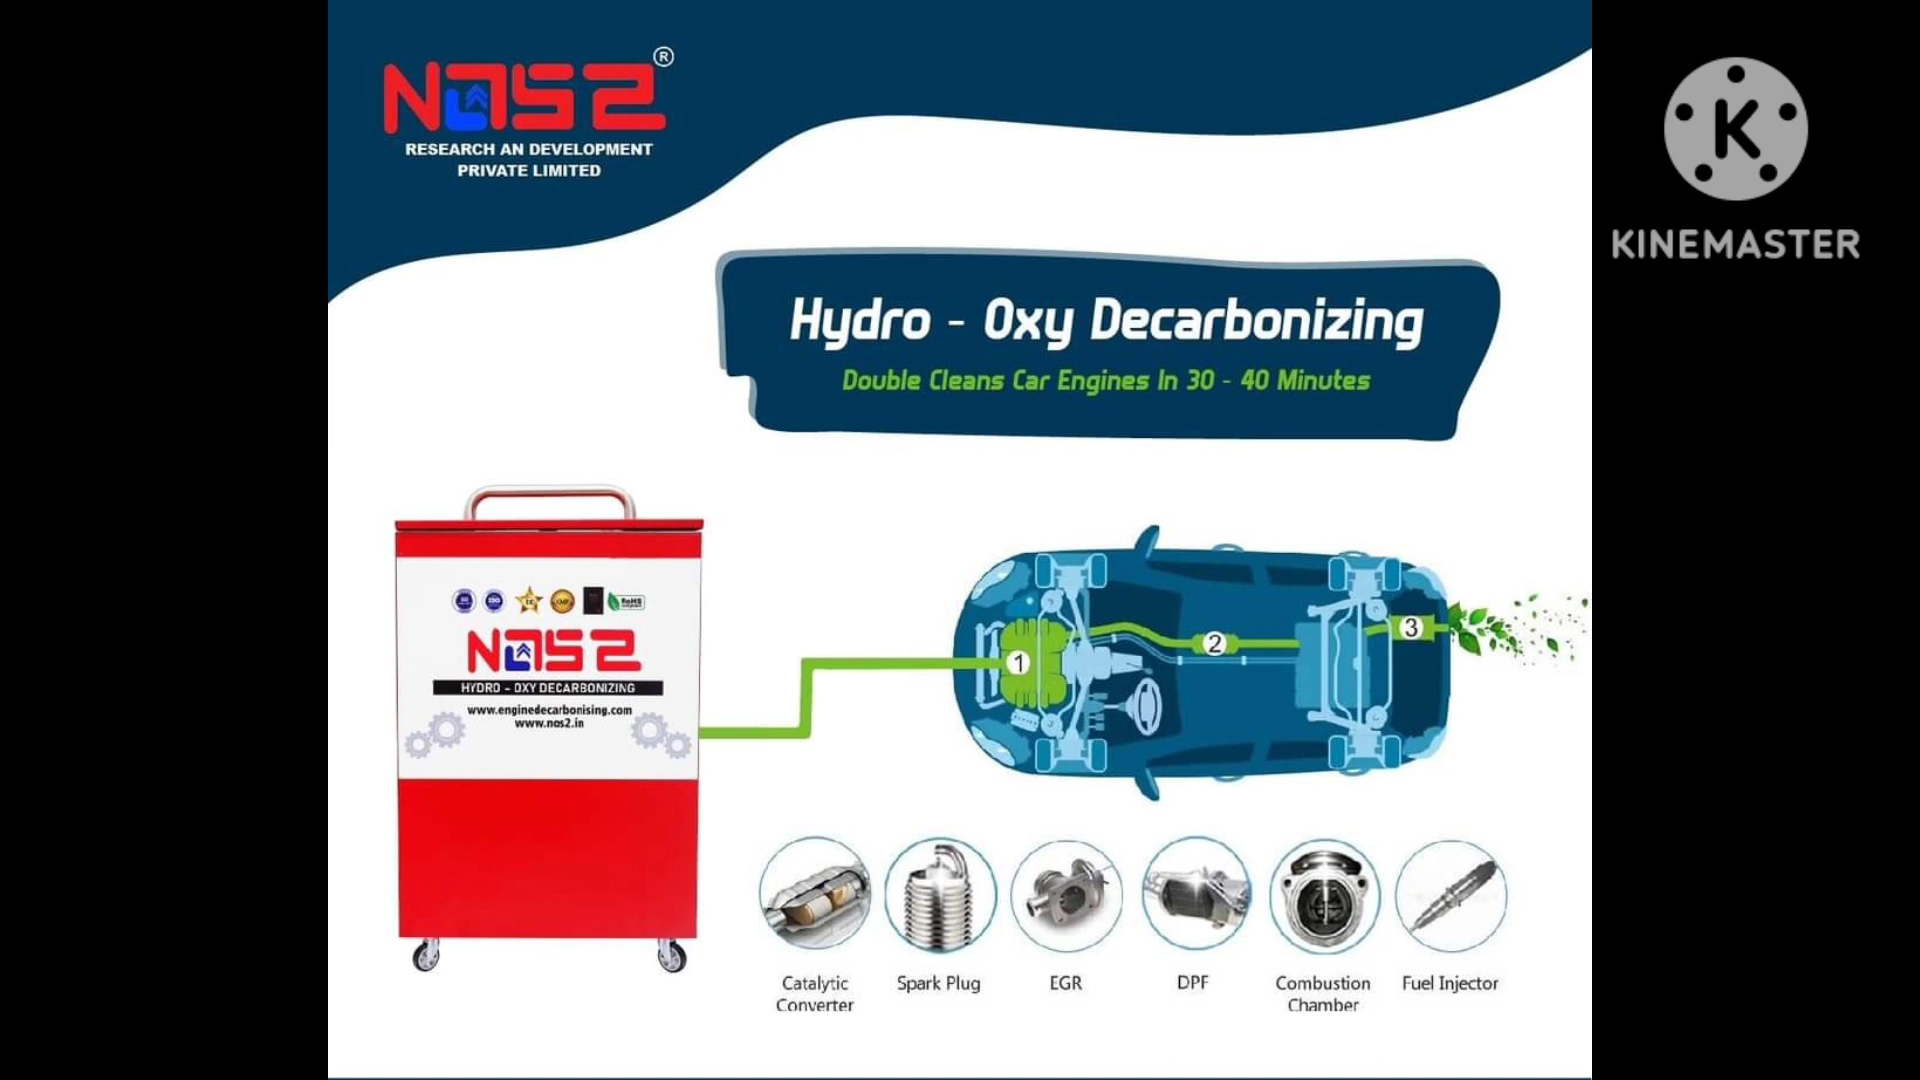 NOS2®
RESEARCH AN DEVELOPMENT
PRIVATE LIMITED
K
KINEMASTER
Hydro - Oxy Decarbonizing
Double Cleans Car Engines In 30 - 40 Minutes
ISO
RoHS
NOS2
HYDRO - OXY DECARBONIZING
www.enginedecarbonising.com
www.nos2.in
1
2
3
Catalytic
Converter
Spark Plug
EGR
DPF
Combustion
Chamber
Fuel Injector